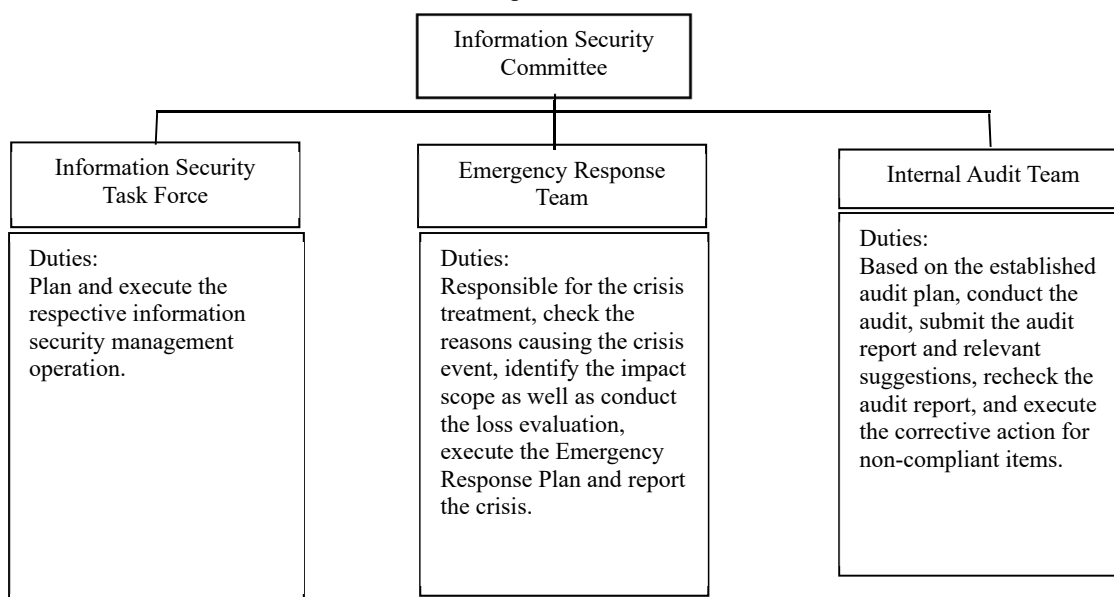 Information Security
Committee
Information Security
Task Force
Emergency Response
Team
Internal Audit Team
Duties:
Plan and execute the
respective information
security management
operation.
Duties:
Responsible for the crisis
treatment, check the
reasons causing the crisis
event, identify the impact
scope as well as conduct
the loss evaluation,
execute the Emergency
Response Plan and report
the crisis.
Duties:
Based on the established
audit plan, conduct the
audit, submit the audit
report and relevant
suggestions, recheck the
audit report, and execute
the corrective action for
non-compliant items.